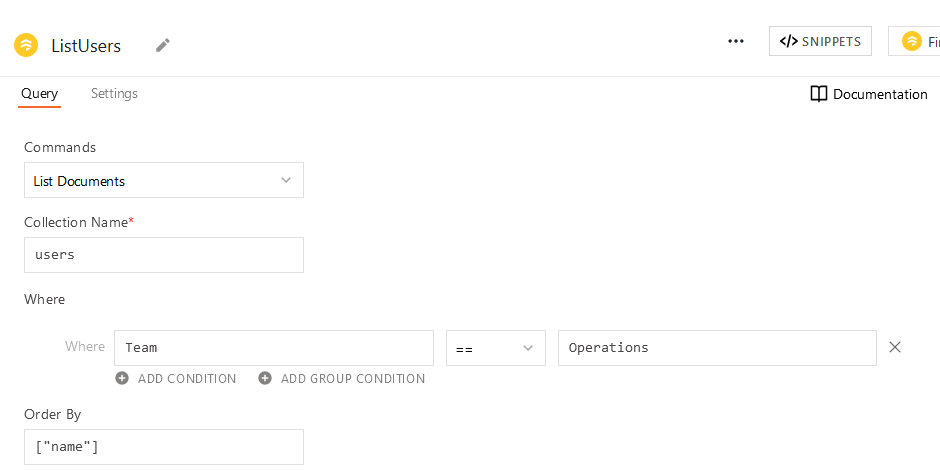 ListUsers
</> SNIPPETS
Query Settings
Documentation
Commands
List Documents
Collection Name*
users
Where
Where Team == Operations
ADD CONDITION ADD GROUP CONDITION
Order By
["name"]